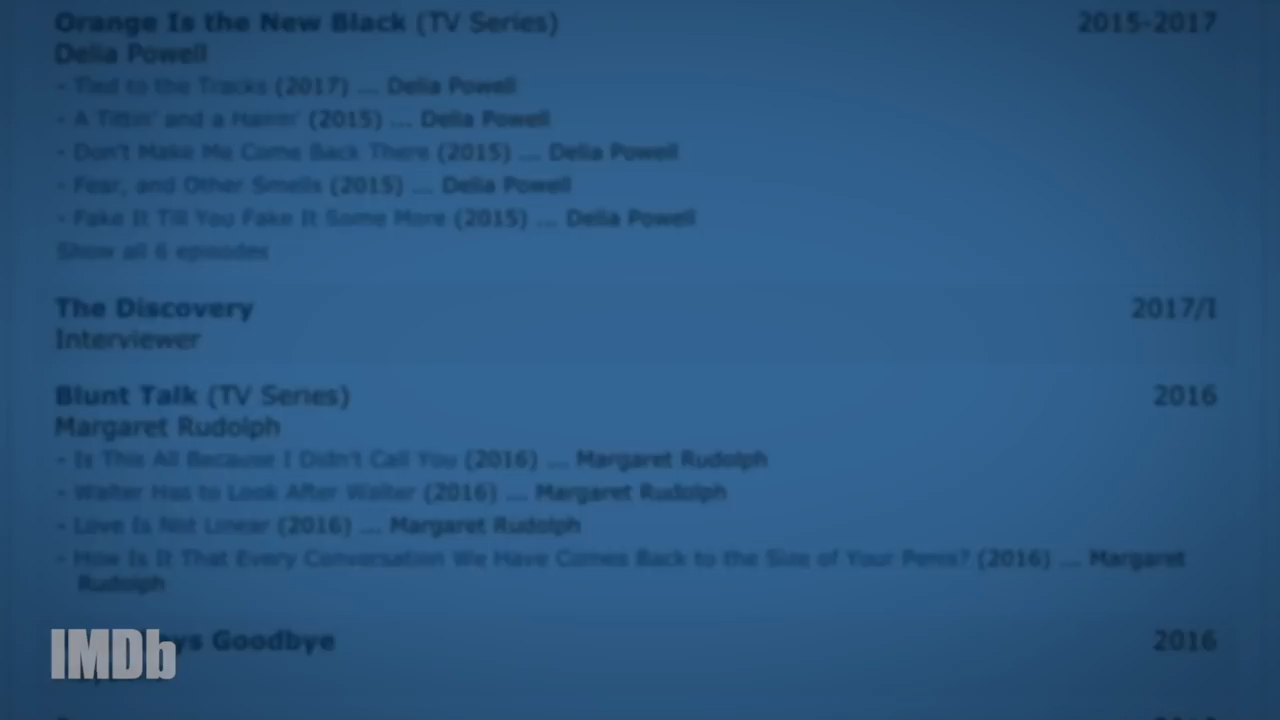 Orange Is the New Black (TV Series) 2015-2017
Delia Powell
- Tied to the Tracks (2017) ... Delia Powell
- A Tittin' and a Hairin' (2015) ... Delia Powell
- Don't Make Me Come Back There (2015) ... Delia Powell
- Fear, and Other Smells (2015) ... Delia Powell
- Fake It Till You Fake It Some More (2015) ... Delia Powell
Show all 6 episodes
The Discovery 2017/I
Interviewer
Blunt Talk (TV Series) 2016
Margaret Rudolph
- Is This All Because I Didn't Call You (2016) ... Margaret Rudolph
- Walter Has to Look After Walter (2016) ... Margaret Rudolph
- Love Is Not Linear (2016) ... Margaret Rudolph
- How Is It That Every Conversation We Have Comes Back to the Size of Your Penis? (2016) ... Margaret
Rudolph
Goodbye 2016
IMDb